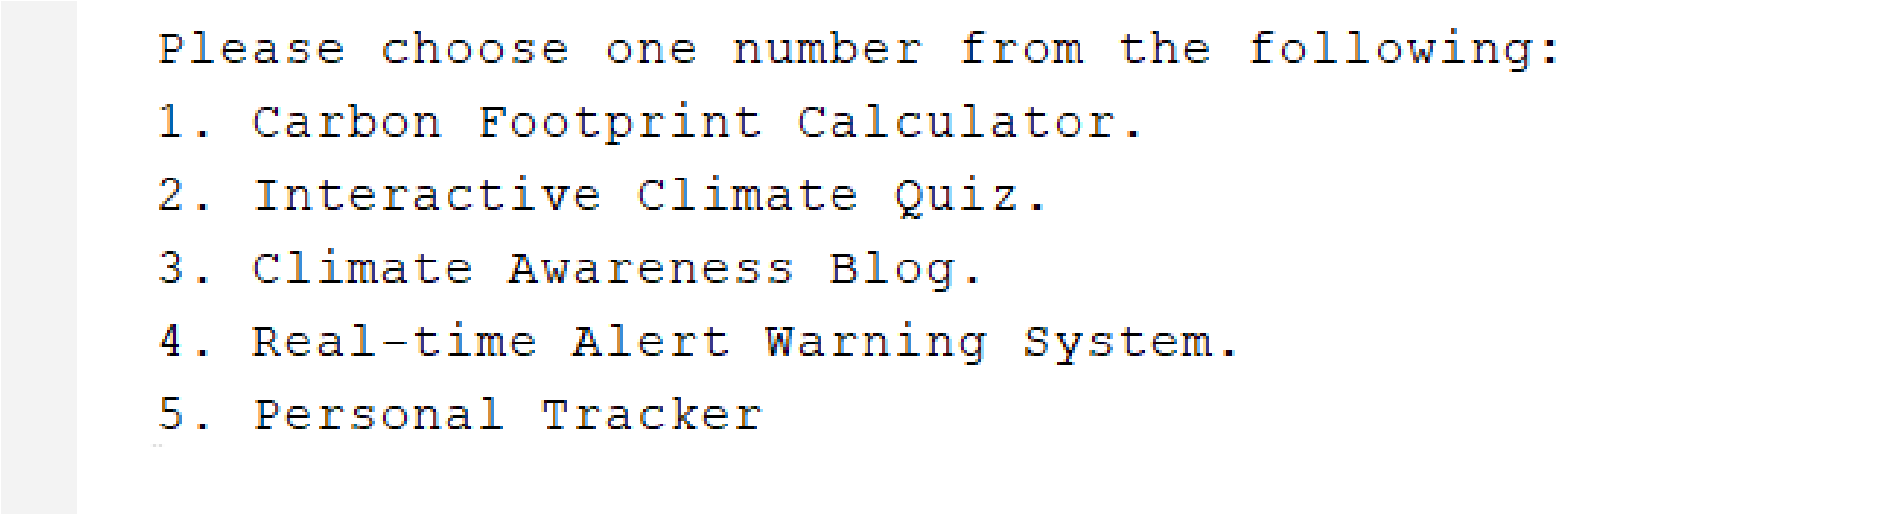 Please choose one number from the following:
1. Carbon Footprint Calculator.
2. Interactive Climate Quiz.
3. Climate Awareness Blog.
4. Real-time Alert Warning System.
5. Personal Tracker